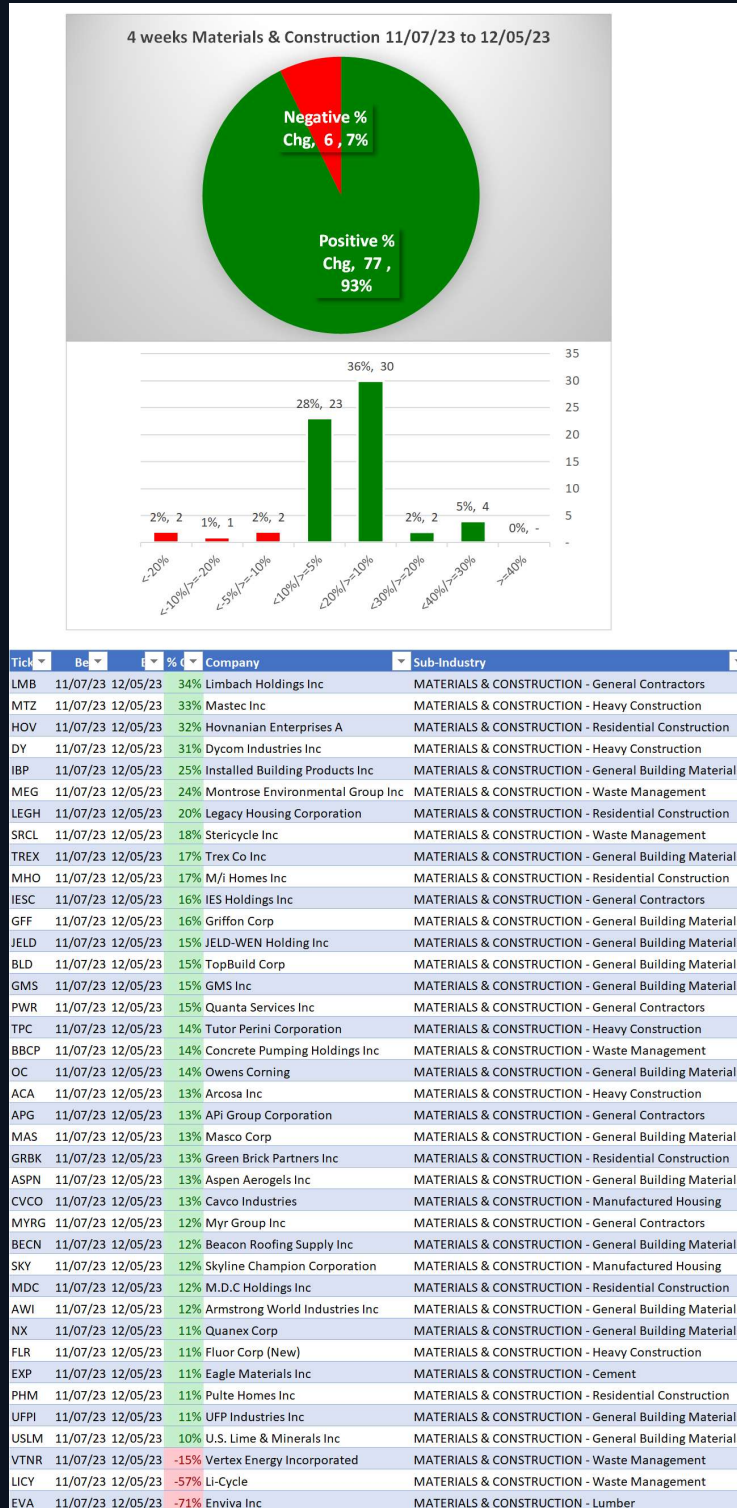 4 weeks Materials & Construction 11/07/23 to 12/05/23
Negative %
Chg, 6 , 7%
Positive %
Chg, 77 ,
93%
35
30
25
20
15
10
5
-
2%, 2
1%, 1
2%, 2
28%, 23
36%, 30
2%, 2
5%, 4
0%, -
<-20%
<-10%/>=-20%
<-5%/>=-10%
<10%/>=5%
<20%/>=10%
<30%/>=20%
<40%/>=30%
>=40%
Tick Be E % C Company Sub-Industry
LMB 11/07/23 12/05/23 34% Limbach Holdings Inc MATERIALS & CONSTRUCTION - General Contractors
MTZ 11/07/23 12/05/23 33% Mastec Inc MATERIALS & CONSTRUCTION - Heavy Construction
HOV 11/07/23 12/05/23 32% Hovnanian Enterprises A MATERIALS & CONSTRUCTION - Residential Construction
DY 11/07/23 12/05/23 31% Dycom Industries Inc MATERIALS & CONSTRUCTION - Heavy Construction
IBP 11/07/23 12/05/23 25% Installed Building Products Inc MATERIALS & CONSTRUCTION - General Building Material
MEG 11/07/23 12/05/23 24% Montrose Environmental Group Inc MATERIALS & CONSTRUCTION - Waste Management
LEGH 11/07/23 12/05/23 20% Legacy Housing Corporation MATERIALS & CONSTRUCTION - Residential Construction
SRCL 11/07/23 12/05/23 18% Stericycle Inc MATERIALS & CONSTRUCTION - Waste Management
TREX 11/07/23 12/05/23 17% Trex Co Inc MATERIALS & CONSTRUCTION - General Building Material
MHO 11/07/23 12/05/23 17% M/i Homes Inc MATERIALS & CONSTRUCTION - Residential Construction
IESC 11/07/23 12/05/23 16% IES Holdings Inc MATERIALS & CONSTRUCTION - General Contractors
GFF 11/07/23 12/05/23 16% Griffon Corp MATERIALS & CONSTRUCTION - General Building Material
JELD 11/07/23 12/05/23 15% JELD-WEN Holding Inc MATERIALS & CONSTRUCTION - General Building Material
BLD 11/07/23 12/05/23 15% TopBuild Corp MATERIALS & CONSTRUCTION - General Building Material
GMS 11/07/23 12/05/23 15% GMS Inc MATERIALS & CONSTRUCTION - General Building Material
PWR 11/07/23 12/05/23 15% Quanta Services Inc MATERIALS & CONSTRUCTION - General Contractors
TPC 11/07/23 12/05/23 14% Tutor Perini Corporation MATERIALS & CONSTRUCTION - Heavy Construction
BBCP 11/07/23 12/05/23 14% Concrete Pumping Holdings Inc MATERIALS & CONSTRUCTION - Waste Management
OC 11/07/23 12/05/23 14% Owens Corning MATERIALS & CONSTRUCTION - General Building Material
ACA 11/07/23 12/05/23 13% Arcosa Inc MATERIALS & CONSTRUCTION - Heavy Construction
APG 11/07/23 12/05/23 13% APi Group Corporation MATERIALS & CONSTRUCTION - General Contractors
MAS 11/07/23 12/05/23 13% Masco Corp MATERIALS & CONSTRUCTION - General Building Material
GRBK 11/07/23 12/05/23 13% Green Brick Partners Inc MATERIALS & CONSTRUCTION - Residential Construction
ASPN 11/07/23 12/05/23 13% Aspen Aerogels Inc MATERIALS & CONSTRUCTION - General Building Material
CVCO 11/07/23 12/05/23 13% Cavco Industries MATERIALS & CONSTRUCTION - Manufactured Housing
MYRG 11/07/23 12/05/23 12% Myr Group Inc MATERIALS & CONSTRUCTION - General Contractors
BECN 11/07/23 12/05/23 12% Beacon Roofing Supply Inc MATERIALS & CONSTRUCTION - General Building Material
SKY 11/07/23 12/05/23 12% Skyline Champion Corporation MATERIALS & CONSTRUCTION - Manufactured Housing
MDC 11/07/23 12/05/23 12% M.D.C Holdings Inc MATERIALS & CONSTRUCTION - Residential Construction
AWI 11/07/23 12/05/23 12% Armstrong World Industries Inc MATERIALS & CONSTRUCTION - General Building Material
NX 11/07/23 12/05/23 11% Quanex Corp MATERIALS & CONSTRUCTION - General Building Material
FLR 11/07/23 12/05/23 11% Fluor Corp (New) MATERIALS & CONSTRUCTION - Heavy Construction
EXP 11/07/23 12/05/23 11% Eagle Materials Inc MATERIALS & CONSTRUCTION - Cement
PHM 11/07/23 12/05/23 11% Pulte Homes Inc MATERIALS & CONSTRUCTION - Residential Construction
UFPI 11/07/23 12/05/23 11% UFP Industries Inc MATERIALS & CONSTRUCTION - General Building Material
USLM 11/07/23 12/05/23 10% U.S. Lime & Minerals Inc MATERIALS & CONSTRUCTION - General Building Material
VTNR 11/07/23 12/05/23 -15% Vertex Energy Incorporated MATERIALS & CONSTRUCTION - Waste Management
LICY 11/07/23 12/05/23 -57% Li-Cycle MATERIALS & CONSTRUCTION - Waste Management
EVA 11/07/23 12/05/23 -71% Enviva Inc MATERIALS & CONSTRUCTION - Lumber